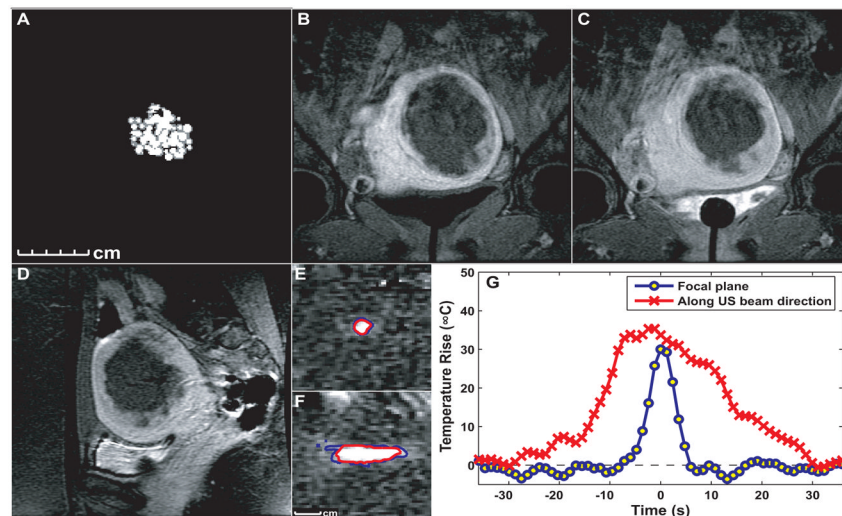 A
B
C
cm
D
E
F
cm
G
Focal plane
Along US beam direction
Temperature Rise (∞C)
50
40
30
20
10
0
-30
-20
-10
0
10
20
30
Time (s)